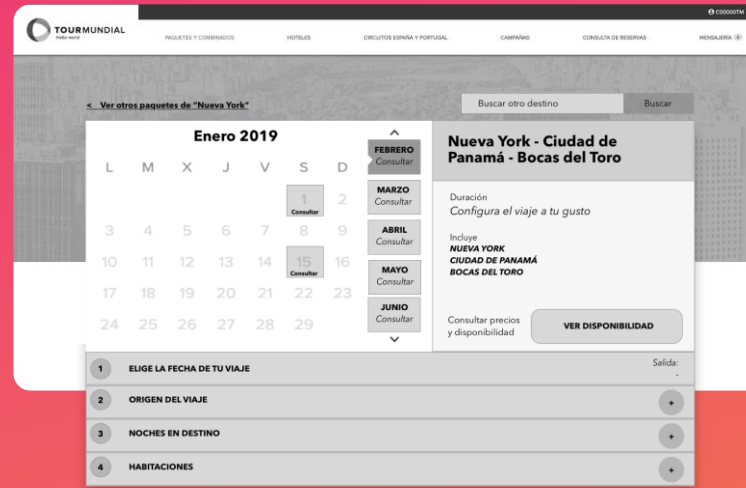 C00000TM
TOURMUNDIAL
PAQUETES Y COMBINADOS
HOTELES
CIRCUITOS ESPAÑA Y PORTUGAL
CAMPAÑAS
CONSULTA DE RESERVAS
MENSAJERÍA
< Ver otros paquetes de "Nueva York"
Buscar otro destino
Buscar
Enero 2019
L M X J V S D
1 2
Consultar
3 4 5 6 7 8 9
10 11 12 13 14 15 16
Consultar
17 18 19 20 21 22 23
24 25 26 27 28 29
FEBRERO
Consultar
MARZO
Consultar
ABRIL
Consultar
MAYO
Consultar
JUNIO
Consultar
Nueva York - Ciudad de
Panamá - Bocas del Toro
Duración
Configura el viaje a tu gusto
Incluye
NUEVA YORK
CIUDAD DE PANAMÁ
BOCAS DEL TORO
Consultar precios
y disponibilidad
VER DISPONIBILIDAD
1 ELIGE LA FECHA DE TU VIAJE
Salida:
-
2 ORIGEN DEL VIAJE +
3 NOCHES EN DESTINO +
4 HABITACIONES +